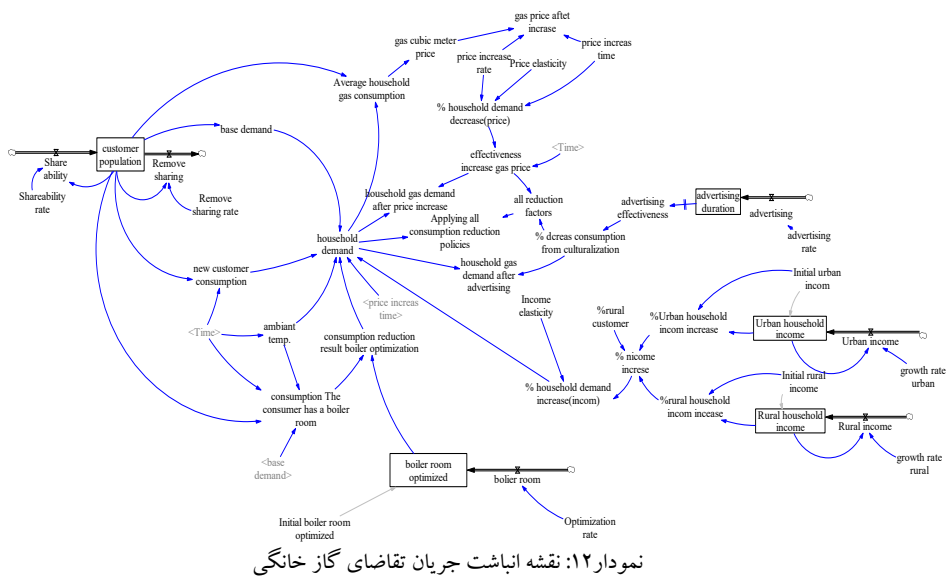 gas price aftet
incrase
gas cubic meter
price
price increase
rate
price increas
time
Price elasticity
Average household
gas consumption
% household demand
decrease(price)
base demand
customer
population
Share
ability
Remove
sharing
Shareability
rate
Remove
sharing rate
effectiveness
increase gas price
<Time>
household gas demand
after price increase
all reduction
factors
Applying all
consumption reduction
policies
advertising
effectiveness
advertising
duration
advertising
advertising
rate
% dcreas consumption
from culturalization
household
demand
household gas
demand after
advertising
new customer
consumption
<Time>
ambiant
temp.
<price increas
time>
consumption reduction
result boiler optimization
Income
elasticity
%rural
customer
%Urban household
incom increase
Initial urban
incom
Urban household
income
Urban income
growth rate
urban
% nicome
increse
% household demand
increase(incom)
%rural household
incom incease
Initial rural
income
Rural household
income
Rural income
growth rate
rural
consumption The
consumer has a boiler
room
<base
demand>
boiler room
optimized
bolier room
Initial boiler room
optimized
Optimization
rate
نمودار۱۲: نقشه انباشت جریان تقاضای گاز خانگی